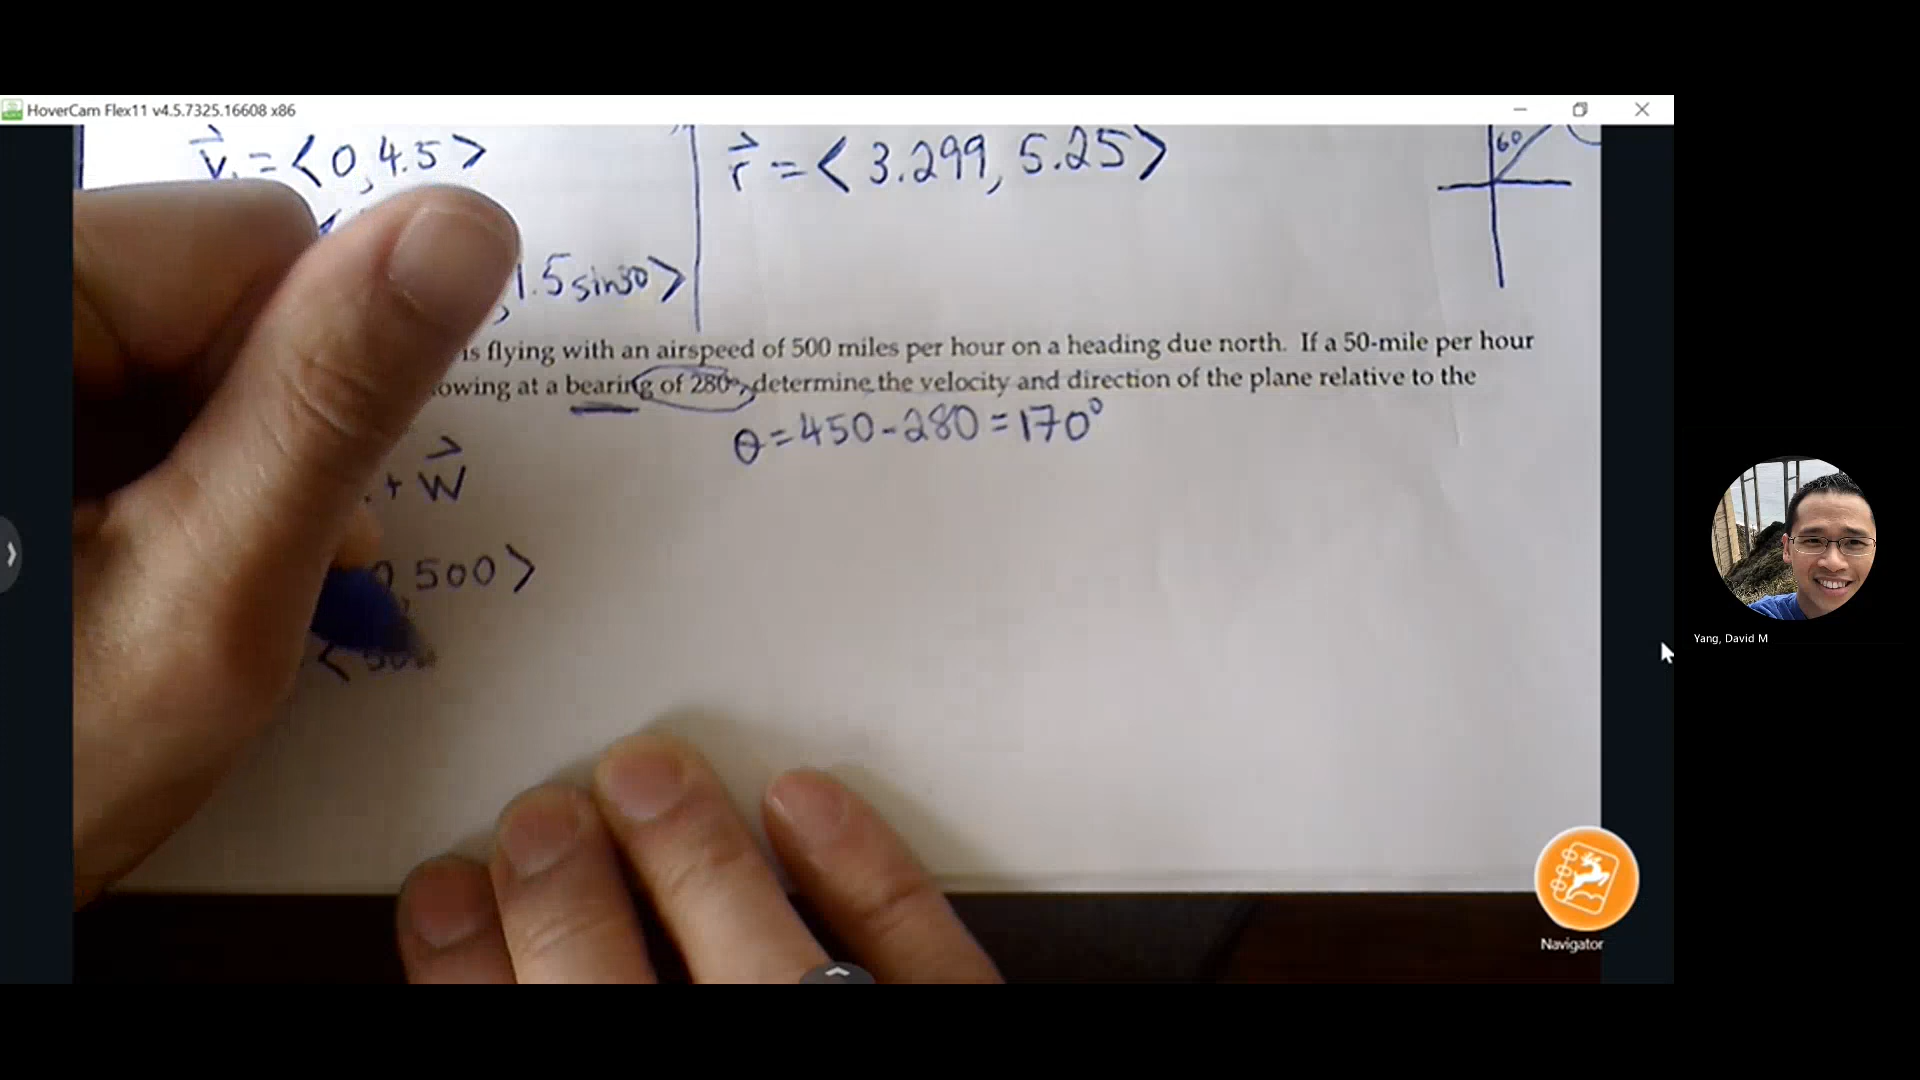 HoverCam Flex11 v4.5.7325.16608 x86
v. = <0, 4.5>
r = <3.299, 5.25>
60
, 1.5 sin30>
is flying with an airspeed of 500 miles per hour on a heading due north. If a 50-mile per hour
owing at a bearing of 280°, determine the velocity and direction of the plane relative to the
θ = 450 - 280 = 170°
+ W
0, 500>
< 50
Yang, David M
Navigator